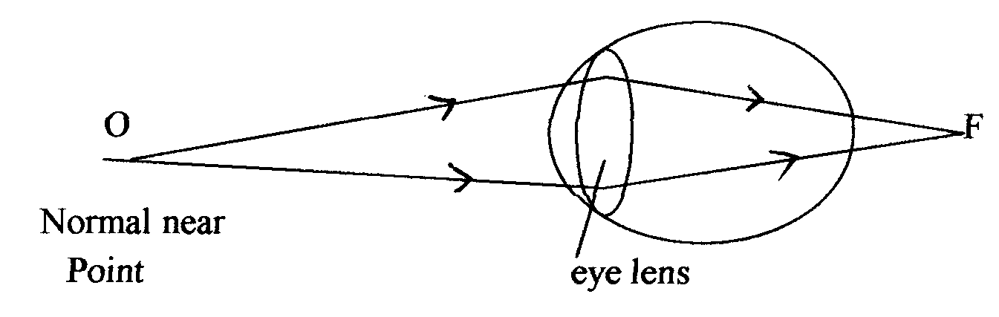 O
F
Normal near
Point
eye lens